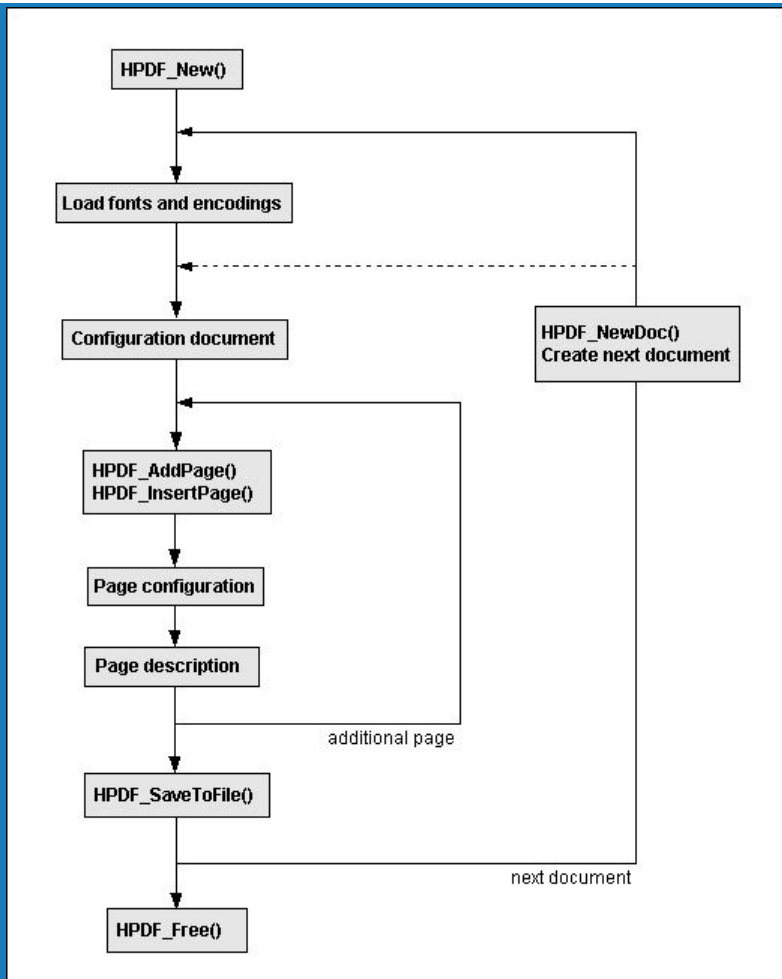 HPDF_New()
Load fonts and encodings
Configuration document
HPDF_NewDoc()
Create next document
HPDF_AddPage()
HPDF_InsertPage()
Page configuration
Page description
additional page
HPDF_SaveToFile()
next document
HPDF_Free()